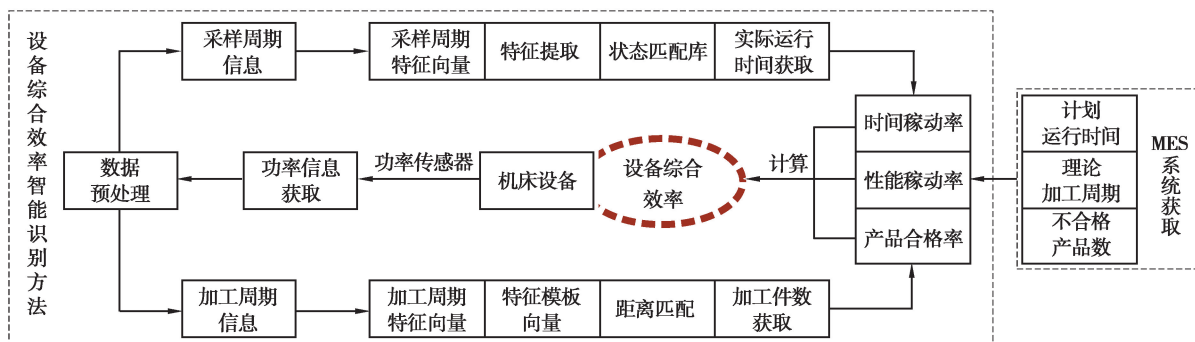 设备综合效率智能识别方法
采样周期
信息
采样周期
特征向量
特征提取
状态匹配库
实际运行
时间获取
数据
预处理
功率信息
获取
功率传感器
机床设备
设备综合
效率
计算
时间稼动率
性能稼动率
产品合格率
计划
运行时间
理论
加工周期
不合格
产品数
MES
系统获取
加工周期
信息
加工周期
特征向量
特征模板
向量
距离匹配
加工件数
获取